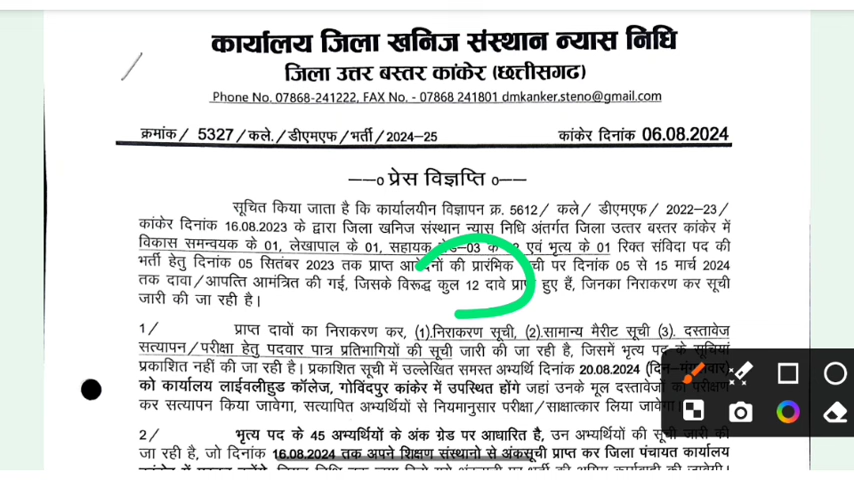 कार्यालय जिला खनिज संस्थान न्यास निधि
जिला उत्तर बस्तर कांकेर (छत्तीसगढ)
Phone No. 07868-241222, FAX No. - 07868 241801 dmkanker.steno@gmail.com
क्रमांक/ 5327/कले./डीएमएफ/भर्ती/2024-25 कांकेर दिनांक 06.08.2024
—–o प्रेस विज्ञप्ति o–—
सूचित किया जाता है कि कार्यालयीन विज्ञापन क्र. 5612/ कले/ डीएमएफ/ 2022–23/
कांकेर दिनांक 16.08.2023 के द्वारा जिला खनिज संस्थान न्यास निधि अंतर्गत जिला उत्तर बस्तर कांकेर में
विकास समन्वयक के 01, लेखापाल के 01, सहायक –03 के एवं भृत्य के 01 रिक्त संविदा पद की
भर्ती हेतु दिनांक 05 सितंबर 2023 तक प्राप्त आवेदनों की प्रारंभिक सूची पर दिनांक 05 से 15 मार्च 2024
तक दावा/आपत्ति आमंत्रित की गई, जिसके विरूद्ध कुल 12 दावे प्राप्त हुए हैं, जिनका निराकरण कर सूची
जारी की जा रही है।
1/ प्राप्त दावों का निराकरण कर, (1).निराकरण सूची, (2).सामान्य मैरीट सूची (3). दस्तावेज
सत्यापन/परीक्षा हेतु पदवार पात्र प्रतिभागियों की सूची जारी की जा रही है, जिसमें भृत्य पद के सूचियां
प्रकाशित नहीं की जा रही है। प्रकाशित सूची में उल्लेखित समस्त अभ्यर्थि दिनांक 20.08.2024 (दिन–मंगलवार)
को कार्यालय लाईवलीहुड कॉलेज, गोविंदपुर कांकेर में उपस्थित होंगे जहां उनके मूल दस्तावेजों का परीक्षण
कर सत्यापन किया जावेगा, सत्यापित अभ्यर्थियों से नियमानुसार परीक्षा/साक्षात्कार लिया जावेगा।
2/ भृत्य पद के 45 अभ्यर्थियों के अंक ग्रेड पर आधारित है, उन अभ्यर्थियों की सूची जारी की
जा रही है, जो दिनांक 16.08.2024 तक अपने शिक्षण संस्थानो से अंकसूची प्राप्त कर जिला पंचायत कार्यालय